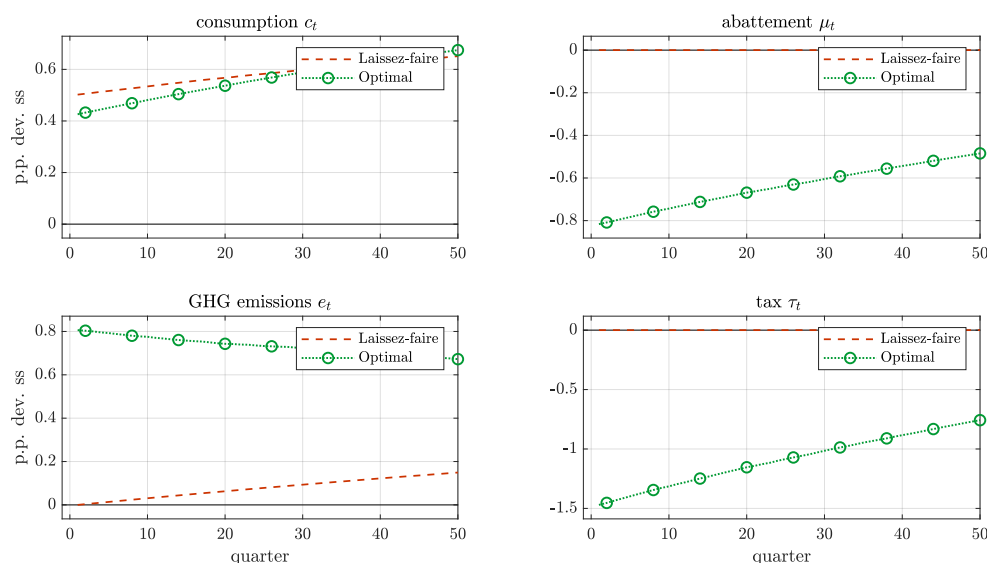 consumption c_t
Laissez-faire
Optimal
p.p. dev. ss
0.6
0.4
0.2
0
0
10
20
30
40
50
abattement μ_t
Laissez-faire
Optimal
0
-0.2
-0.4
-0.6
-0.8
0
10
20
30
40
50
GHG emissions e_t
Laissez-faire
Optimal
p.p. dev. ss
0.8
0.6
0.4
0.2
0
0
10
20
30
40
50
quarter
tax τ_t
Laissez-faire
Optimal
0
-0.5
-1
-1.5
0
10
20
30
40
50
quarter